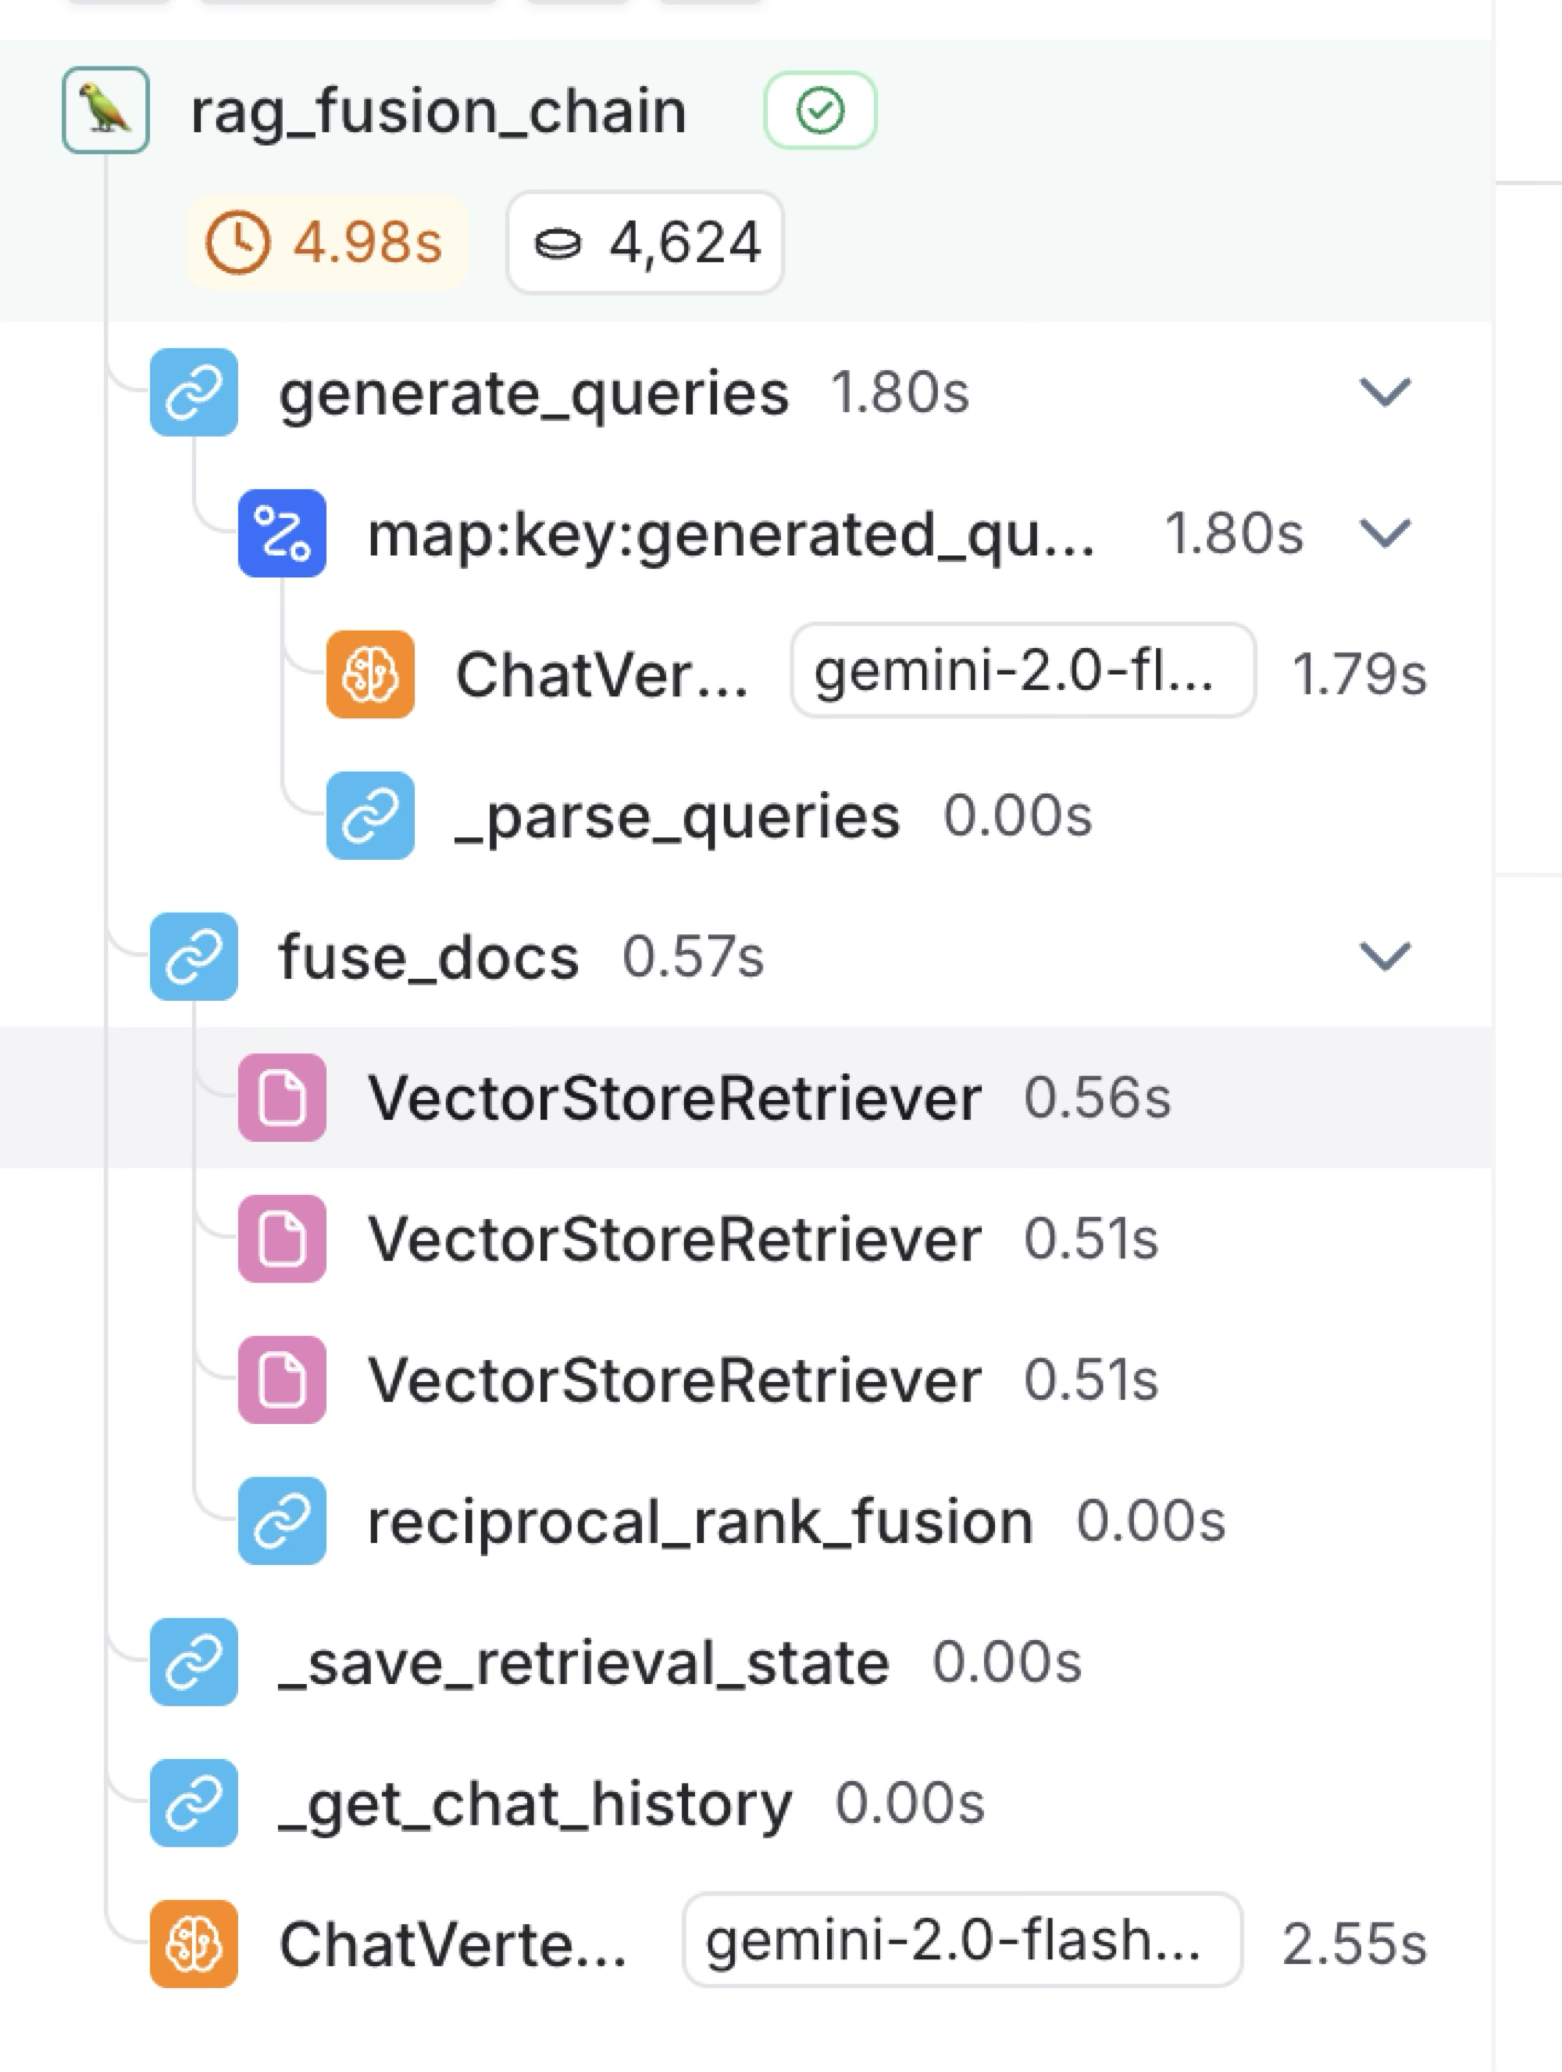 rag_fusion_chain
4.98s 4,624
generate_queries 1.80s
map:key:generated_qu... 1.80s
ChatVer... gemini-2.0-fl... 1.79s
_parse_queries 0.00s
fuse_docs 0.57s
VectorStoreRetriever 0.56s
VectorStoreRetriever 0.51s
VectorStoreRetriever 0.51s
reciprocal_rank_fusion 0.00s
_save_retrieval_state 0.00s
_get_chat_history 0.00s
ChatVerte... gemini-2.0-flash... 2.55s